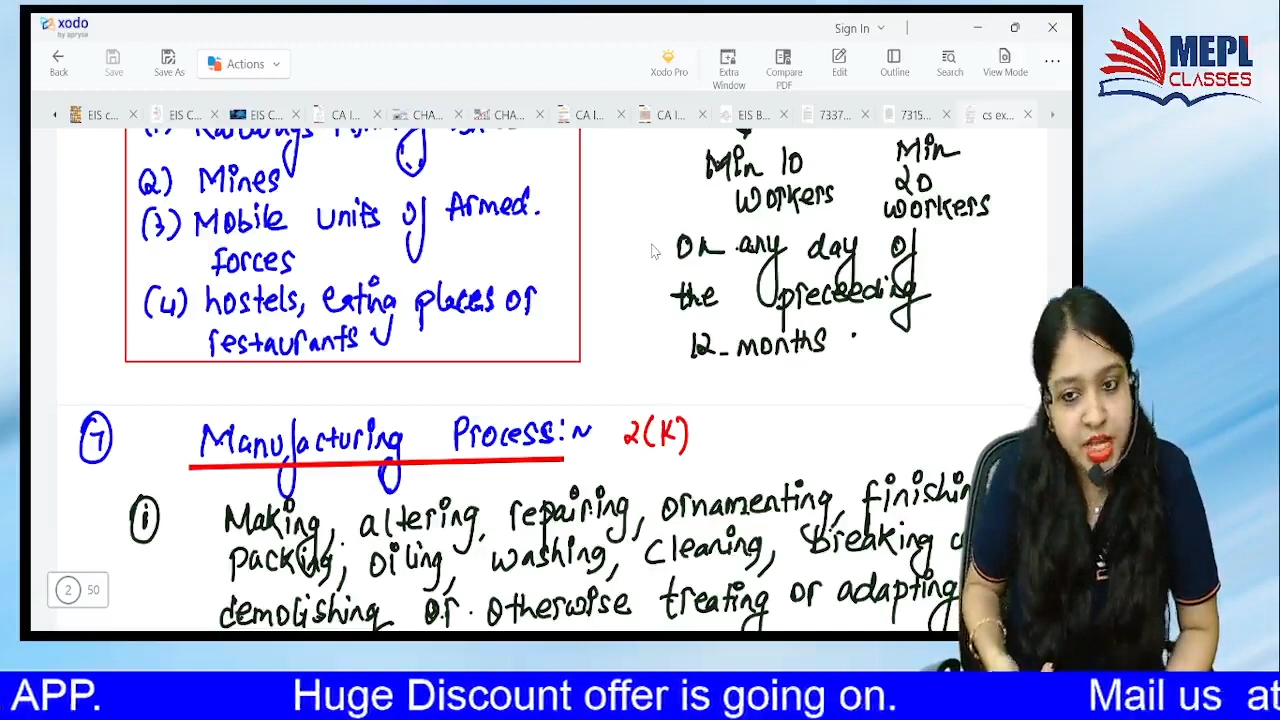 xodo
by apryse
Sign In
Back
Save
Save As
Actions
Xodo Pro
Extra Window
Compare PDF
Edit
Outline
Search
View Mode
EIS c...
EIS C...
EIS C...
CA I...
CHA...
CHA...
CA I...
CA I...
EIS B...
7337...
7315...
cs ex...
MEPL
CLASSES
2) Mines
(3) Mobile units of Armed.
forces
(4) hostels, eating places or
restaurants
Min 10
workers
Min
20
workers
on any day of
the preceeding
12-months
7 Manufacturing Process:~ 2(K)
i Making, altering, repairing, ornamenting,
packing, oiling, washing, cleaning, breaking
demolishing or otherwise treating or adapting
2 50
APP. Huge Discount offer is going on. Mail us at